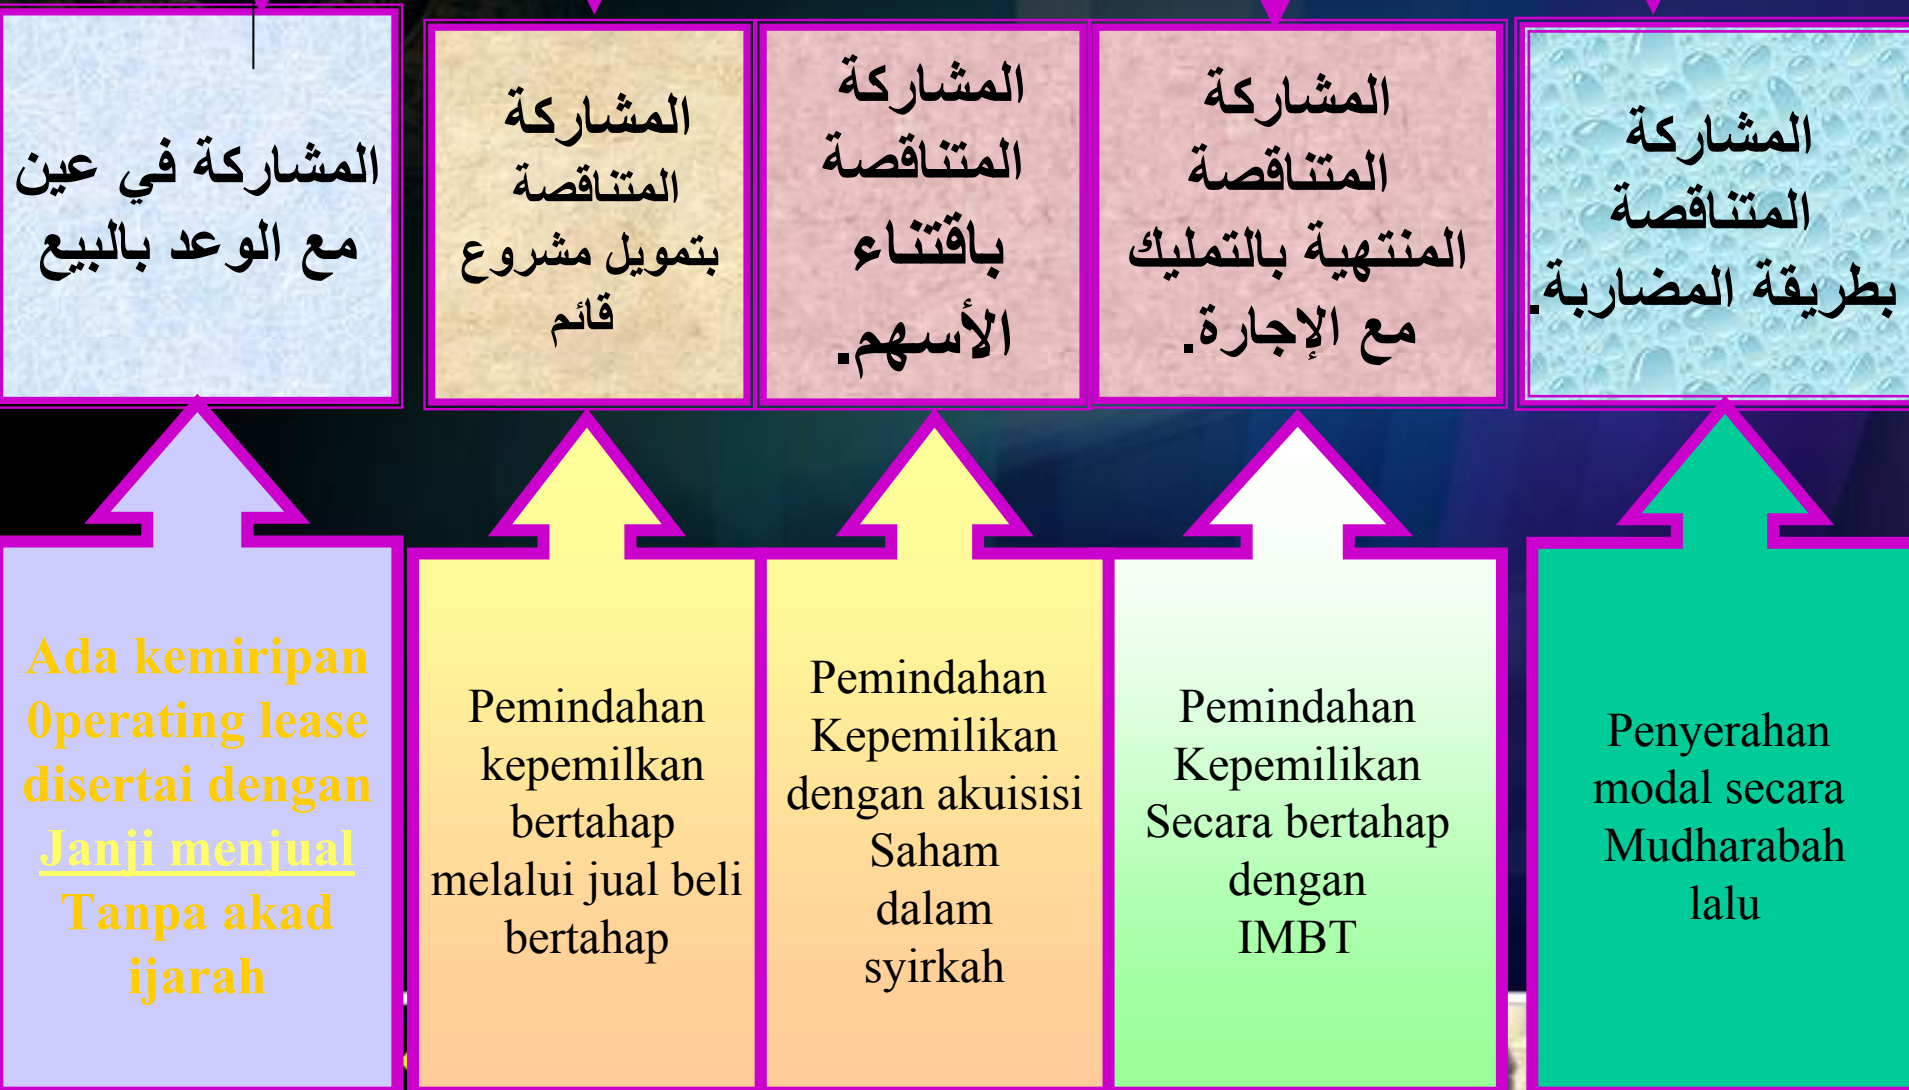 المشاركة في عين
مع الوعد بالبيع
المشاركة
المتناقصة
بتمويل مشروع
قائم
المشاركة
المتناقصة
باقتناء
الأسهم.
المشاركة
المتناقصة
المنتهية بالتمليك
مع الإجارة.
المشاركة
المتناقصة
بطريقة المضاربة.
Ada kemiripan
0perating lease
disertai dengan
Janji menjual
Tanpa akad
ijarah
Pemindahan
kepemilkan
bertahap
melalui jual beli
bertahap
Pemindahan
Kepemilikan
dengan akuisisi
Saham
dalam
syirkah
Pemindahan
Kepemilikan
Secara bertahap
dengan
IMBT
Penyerahan
modal secara
Mudharabah
lalu